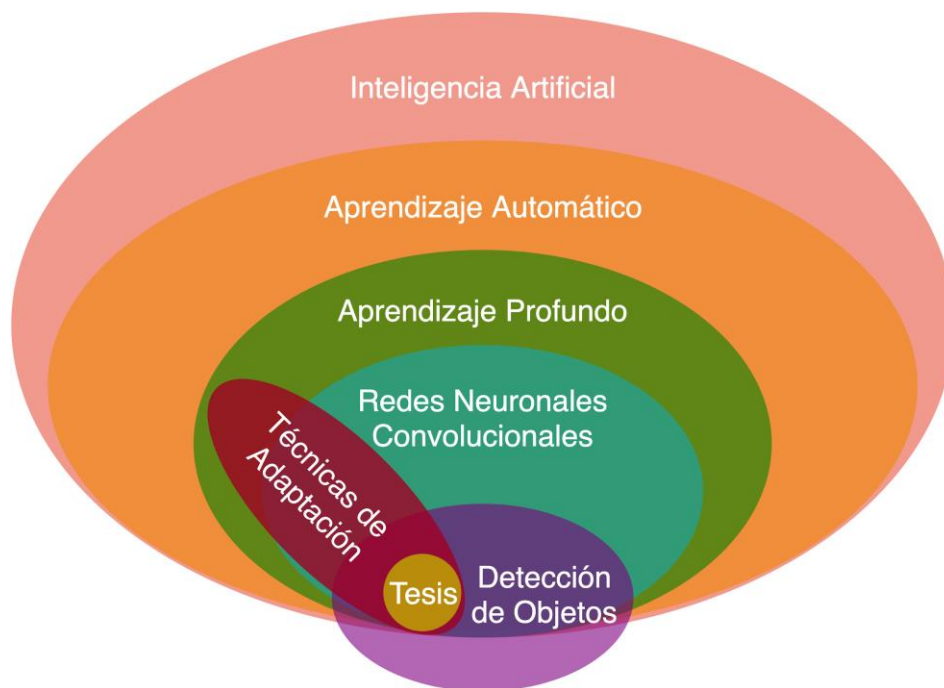 Inteligencia Artificial
Aprendizaje Automático
Aprendizaje Profundo
Redes Neuronales
Convolucionales
Técnicas de
Adaptación
Tesis
Detección
de Objetos